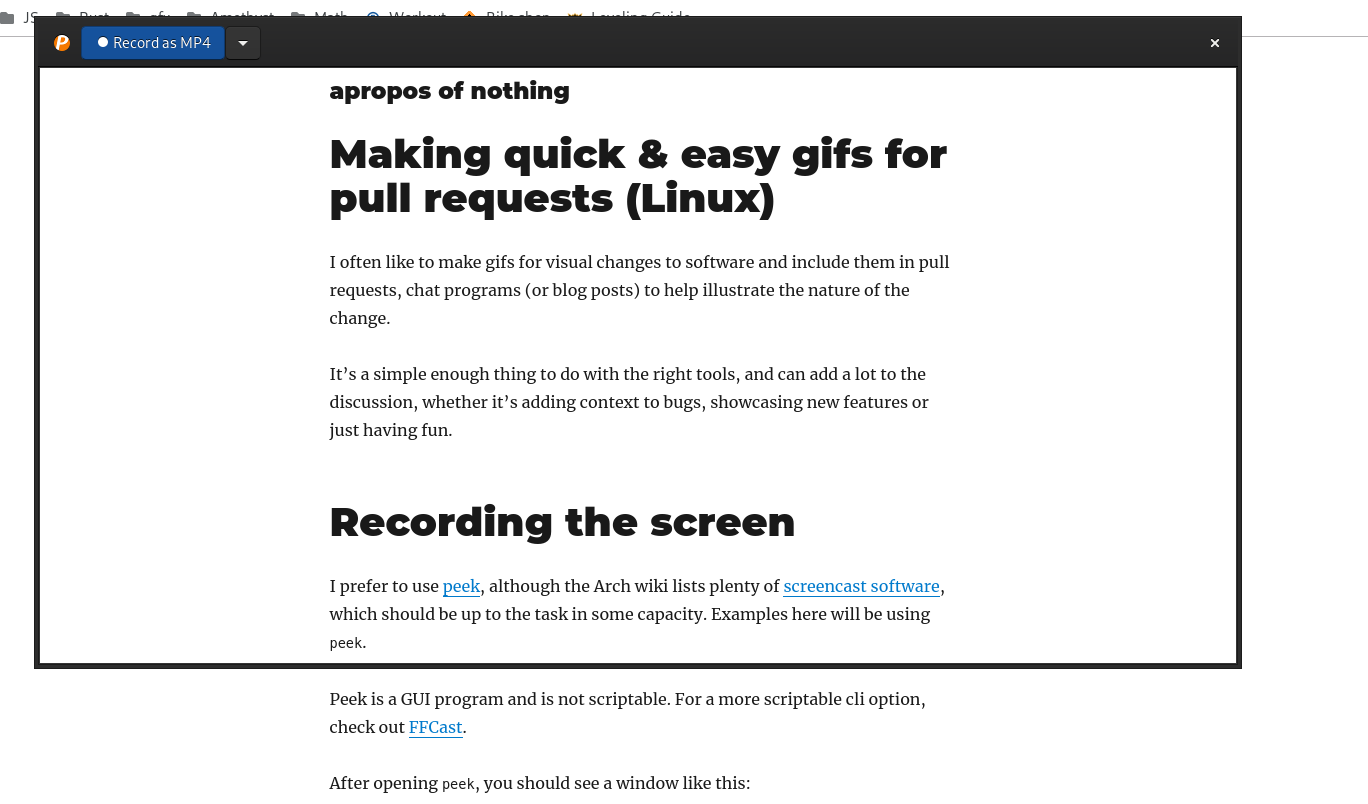 JS Rust gfx Amethyst Math Workout Bike shop Leveling Guide
Record as MP4
apropos of nothing
Making quick & easy gifs for
pull requests (Linux)
I often like to make gifs for visual changes to software and include them in pull
requests, chat programs (or blog posts) to help illustrate the nature of the
change.
It’s a simple enough thing to do with the right tools, and can add a lot to the
discussion, whether it’s adding context to bugs, showcasing new features or
just having fun.
Recording the screen
I prefer to use peek, although the Arch wiki lists plenty of screencast software,
which should be up to the task in some capacity. Examples here will be using
peek.
Peek is a GUI program and is not scriptable. For a more scriptable cli option,
check out FFCast.
After opening peek, you should see a window like this: